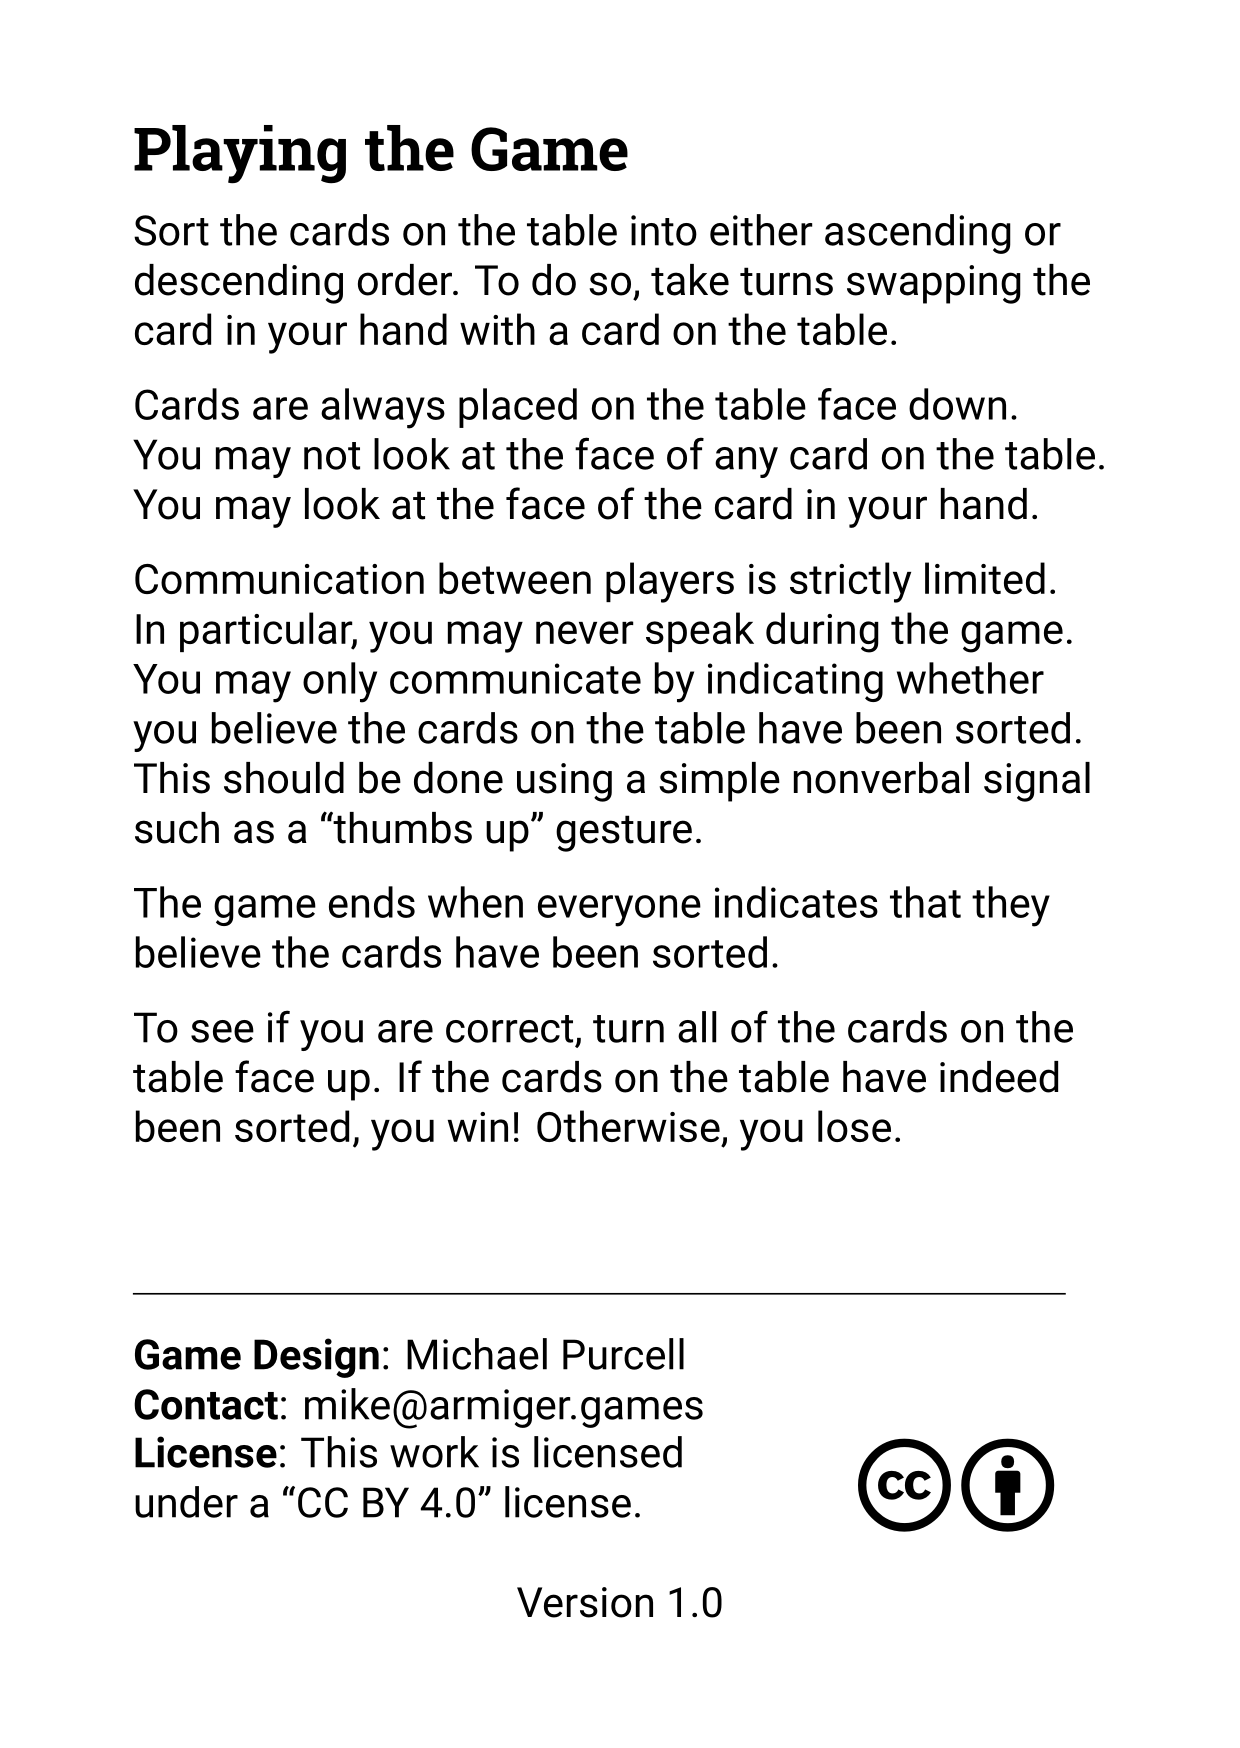 Playing the Game
Sort the cards on the table into either ascending or
descending order. To do so, take turns swapping the
card in your hand with a card on the table.
Cards are always placed on the table face down.
You may not look at the face of any card on the table.
You may look at the face of the card in your hand.
Communication between players is strictly limited.
In particular, you may never speak during the game.
You may only communicate by indicating whether
you believe the cards on the table have been sorted.
This should be done using a simple nonverbal signal
such as a “thumbs up” gesture.
The game ends when everyone indicates that they
believe the cards have been sorted.
To see if you are correct, turn all of the cards on the
table face up. If the cards on the table have indeed
been sorted, you win! Otherwise, you lose.
Game Design: Michael Purcell
Contact: mike@armiger.games
License: This work is licensed
under a “CC BY 4.0” license.
cc
Version 1.0